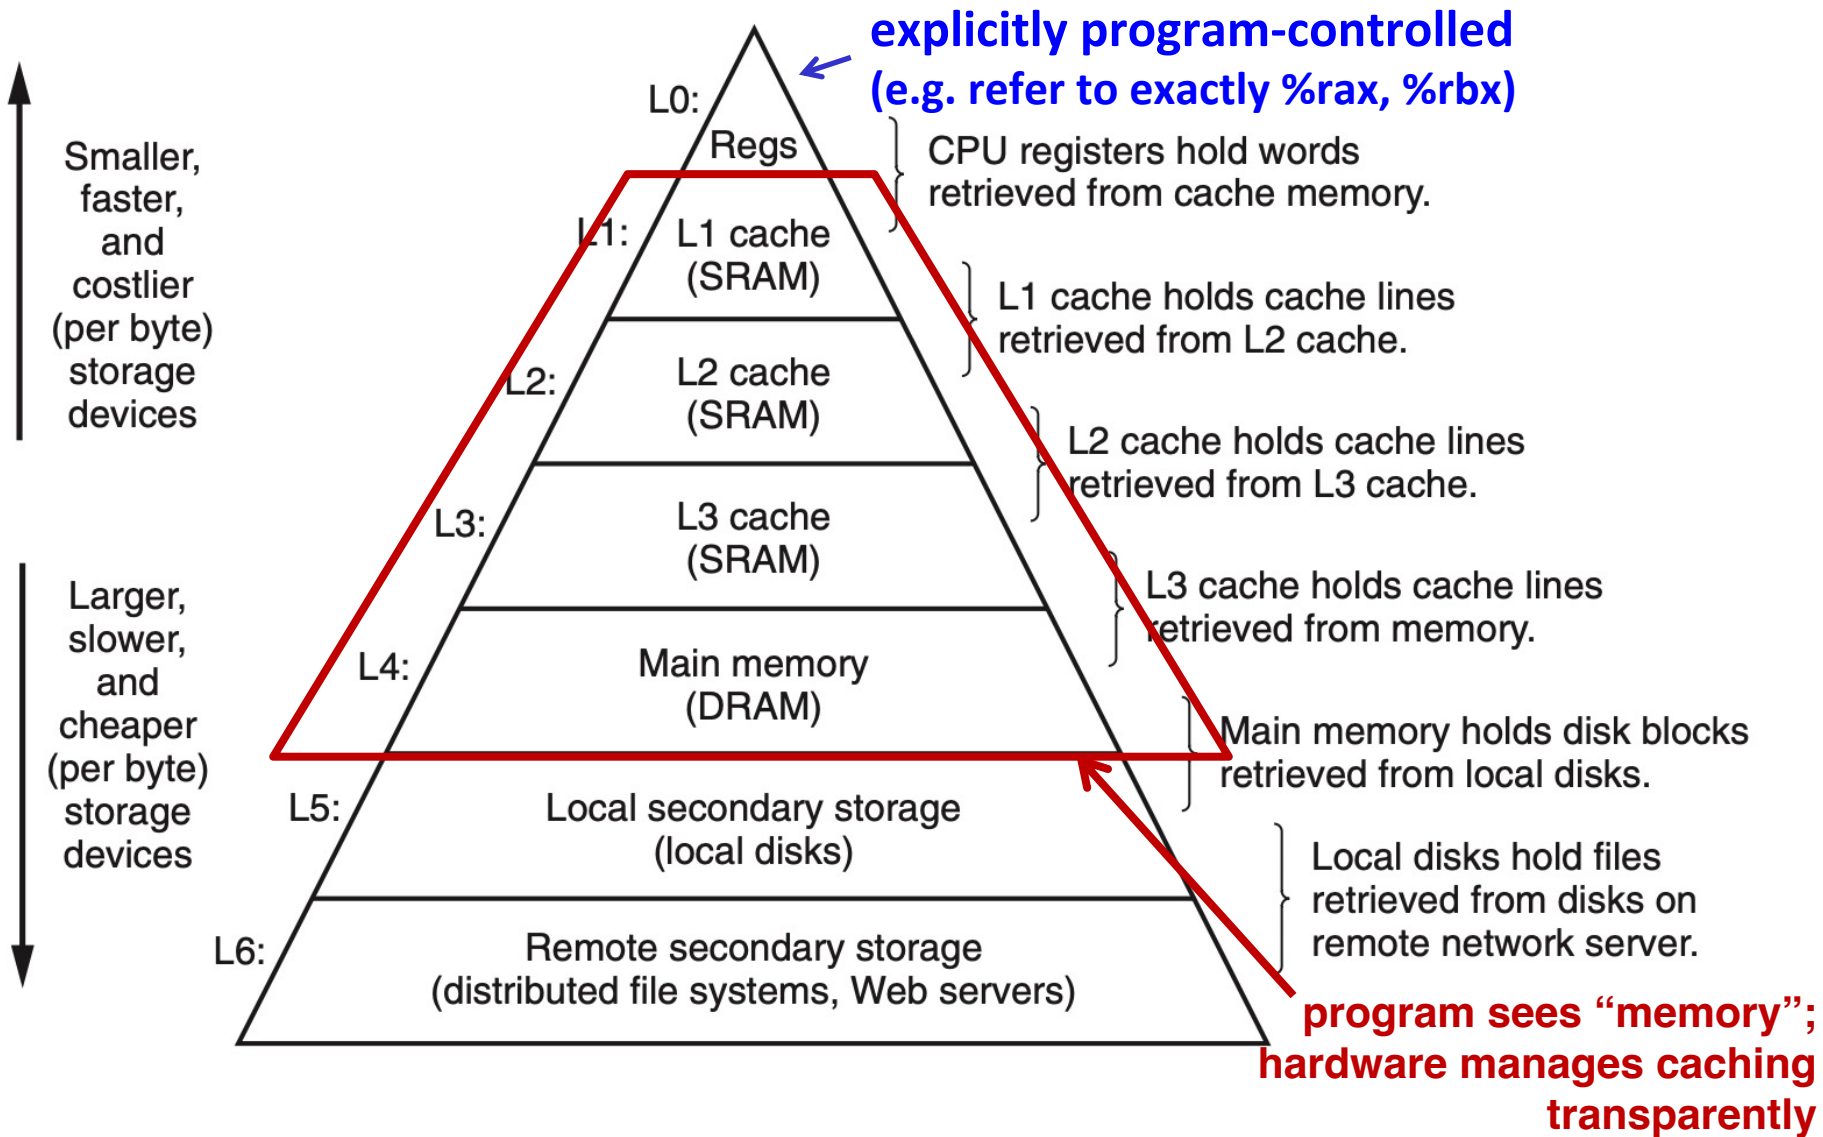 explicitly program-controlled
(e.g. refer to exactly %rax, %rbx)
L0:
Regs
CPU registers hold words
retrieved from cache memory.
Smaller,
faster,
and
costlier
(per byte)
storage
devices
L1:
L1 cache
(SRAM)
L1 cache holds cache lines
retrieved from L2 cache.
L2:
L2 cache
(SRAM)
L2 cache holds cache lines
retrieved from L3 cache.
L3:
L3 cache
(SRAM)
L3 cache holds cache lines
retrieved from memory.
Larger,
slower,
and
cheaper
(per byte)
storage
devices
L4:
Main memory
(DRAM)
Main memory holds disk blocks
retrieved from local disks.
L5:
Local secondary storage
(local disks)
Local disks hold files
retrieved from disks on
remote network server.
L6:
Remote secondary storage
(distributed file systems, Web servers)
program sees “memory”;
hardware manages caching
transparently